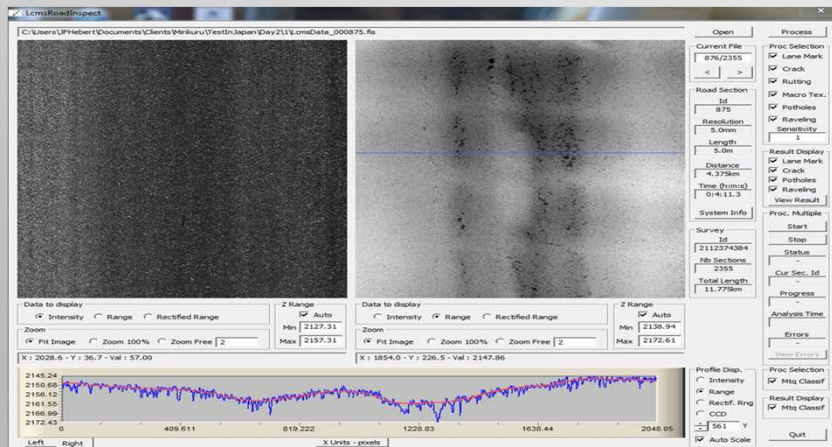 LcmsRoadInspect
C:\Users\JFHebert\Documents\Clients\Mirikuru\TestInJapan\Day2\1\LcmsData_000875.fis
Open
Process
Current File
876/2355
<
>
Road Section
Id
875
Resolution
5.0mm
Length
5.0m
Distance
4.375km
Time (h:m:s)
0:4:11.3
System Info
Survey
Id
2112374384
Nb Sections
2355
Total Length
11.775km
Proc Selection
Lane Mark
Crack
Rutting
Macro Tex.
Potholes
Raveling
Sensitivity
1
Result Display
Lane Mark
Crack
Potholes
Raveling
View Result
Proc. Multiple
Start
Stop
Status
-
Cur Sec. Id
-
Progress
-
Analysis Time
-
Errors
-
View Errors
Data to display
Intensity Range Rectified Range
Zoom
Fit Image Zoom 100% Zoom Free 2
Z Range
Auto
Min 2127.31
Max 2157.31
X : 2028.6 - Y : 36.7 - Val : 57.00
Data to display
Intensity Range Rectified Range
Zoom
Fit Image Zoom 100% Zoom Free 2
Z Range
Auto
Min 2138.94
Max 2172.61
X : 1854.0 - Y : 226.5 - Val : 2147.86
2145.24
2150.68
2156.12
2161.55
2166.99
2172.43
0 409.611 819.222 1228.83 1638.44 2048.05
Left Right X Units - pixels
Profile Disp.
Intensity
Range
Rectif. Rng
CCD
561 Y
Auto Scale
Proc Selection
Mtq Classif
Result Display
Mtq Classif
Quit